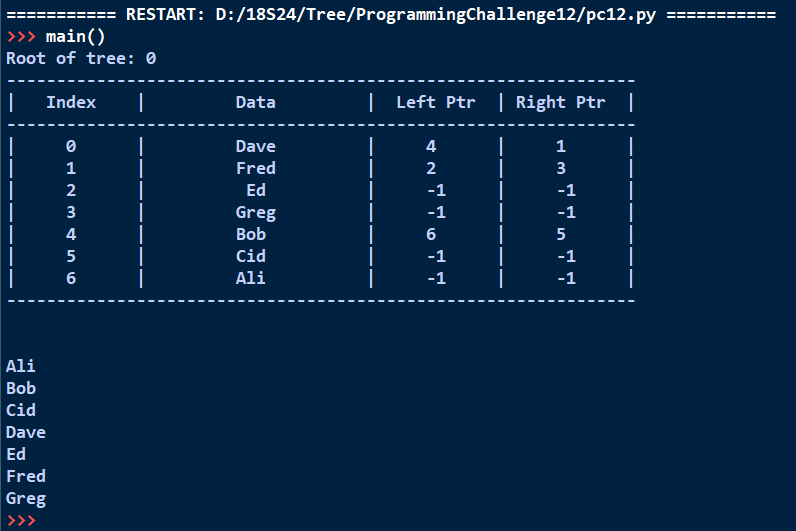 =========== RESTART: D:/18S24/Tree/ProgrammingChallenge12/pc12.py ===========
>>> main()
Root of tree: 0
---------------------------------------------------------------
|   Index    |         Data         |  Left Ptr  | Right Ptr  |
---------------------------------------------------------------
|     0      |         Dave         |     4      |     1      |
|     1      |         Fred         |     2      |     3      |
|     2      |          Ed          |     -1     |     -1     |
|     3      |         Greg         |     -1     |     -1     |
|     4      |         Bob          |     6      |     5      |
|     5      |         Cid          |     -1     |     -1     |
|     6      |         Ali          |     -1     |     -1     |
---------------------------------------------------------------
Ali
Bob
Cid
Dave
Ed
Fred
Greg
>>>